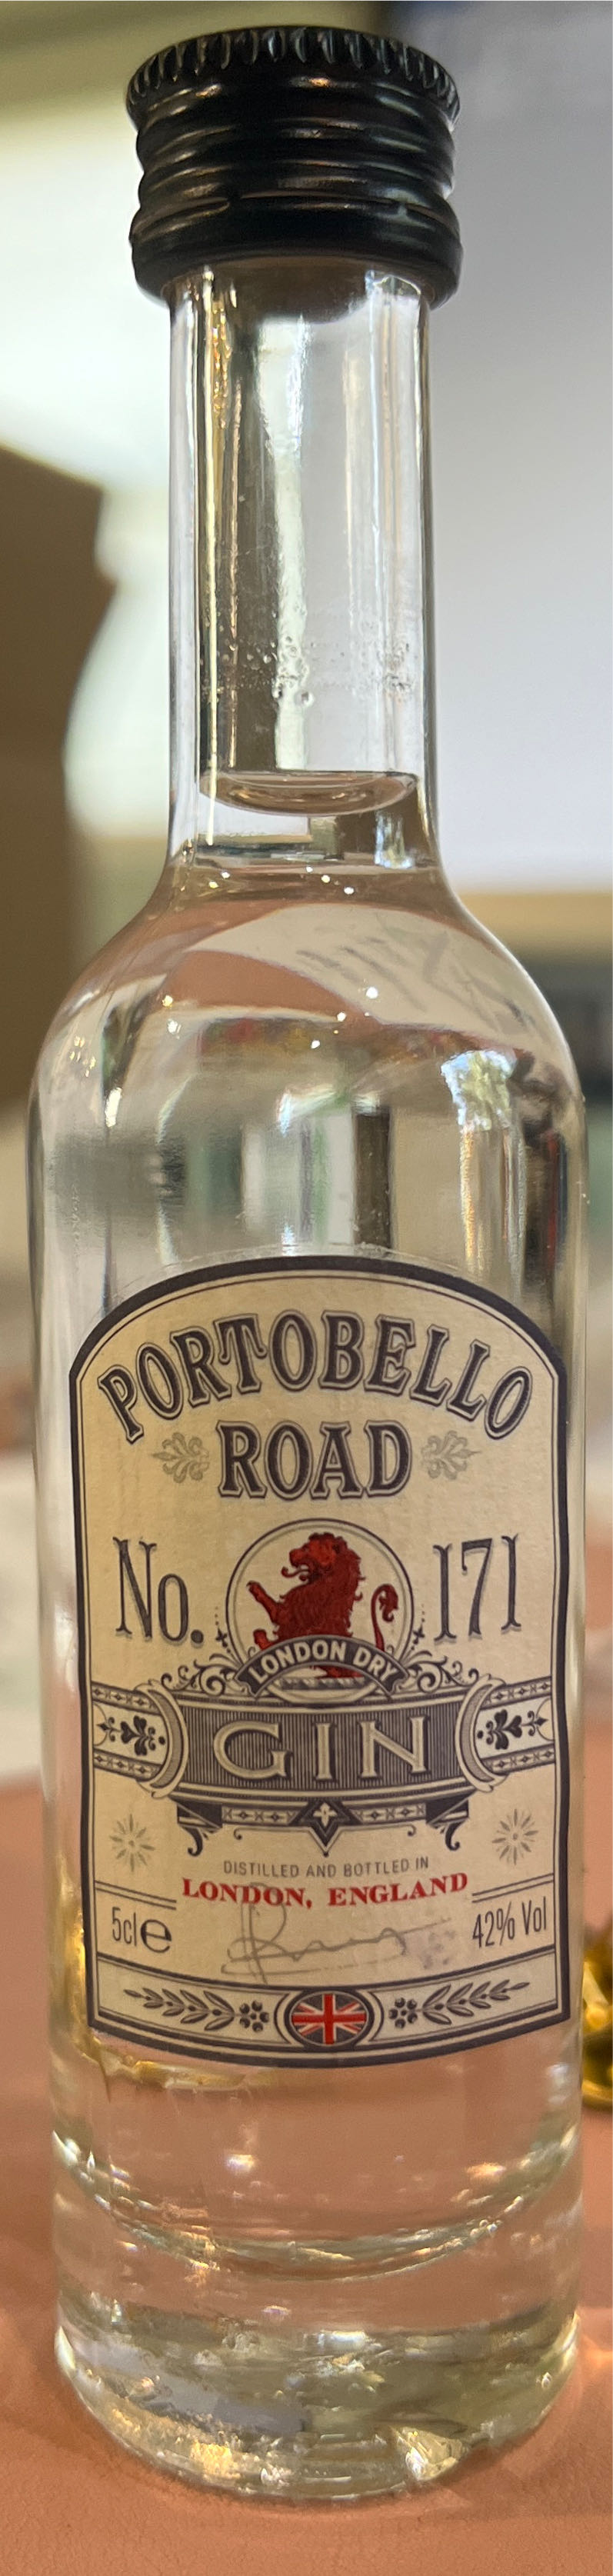 PORTOBELLO
ROAD
No. 171
LONDON DRY
GIN
DISTILLED AND BOTTLED IN
LONDON, ENGLAND
5cl e 42% Vol